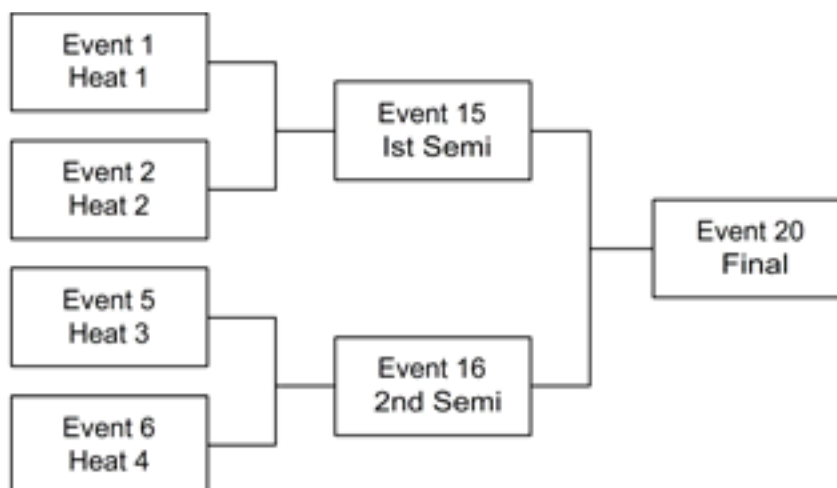 Event 1
Heat 1
Event 2
Heat 2
Event 5
Heat 3
Event 6
Heat 4
Event 15
Ist Semi
Event 16
2nd Semi
Event 20
Final